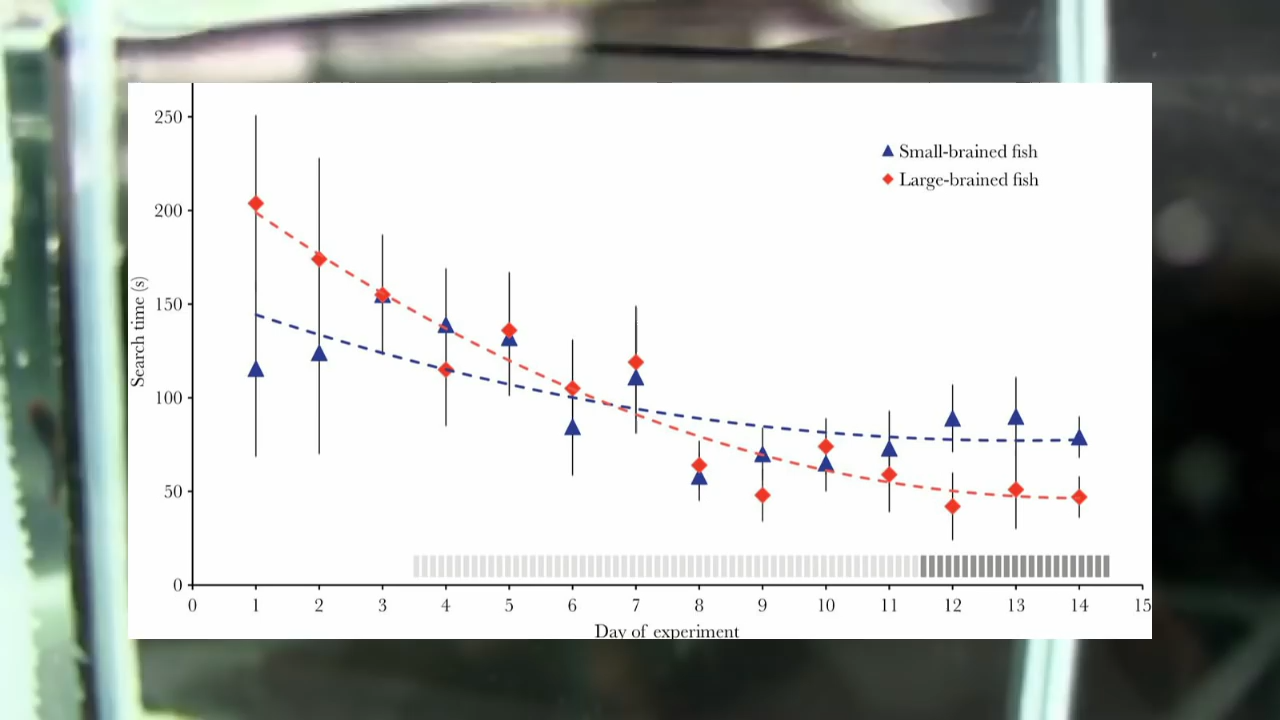 250
200
150
100
50
0
Search time (s)
Small-brained fish
Large-brained fish
0 1 2 3 4 5 6 7 8 9 10 11 12 13 14 15
Day of experiment